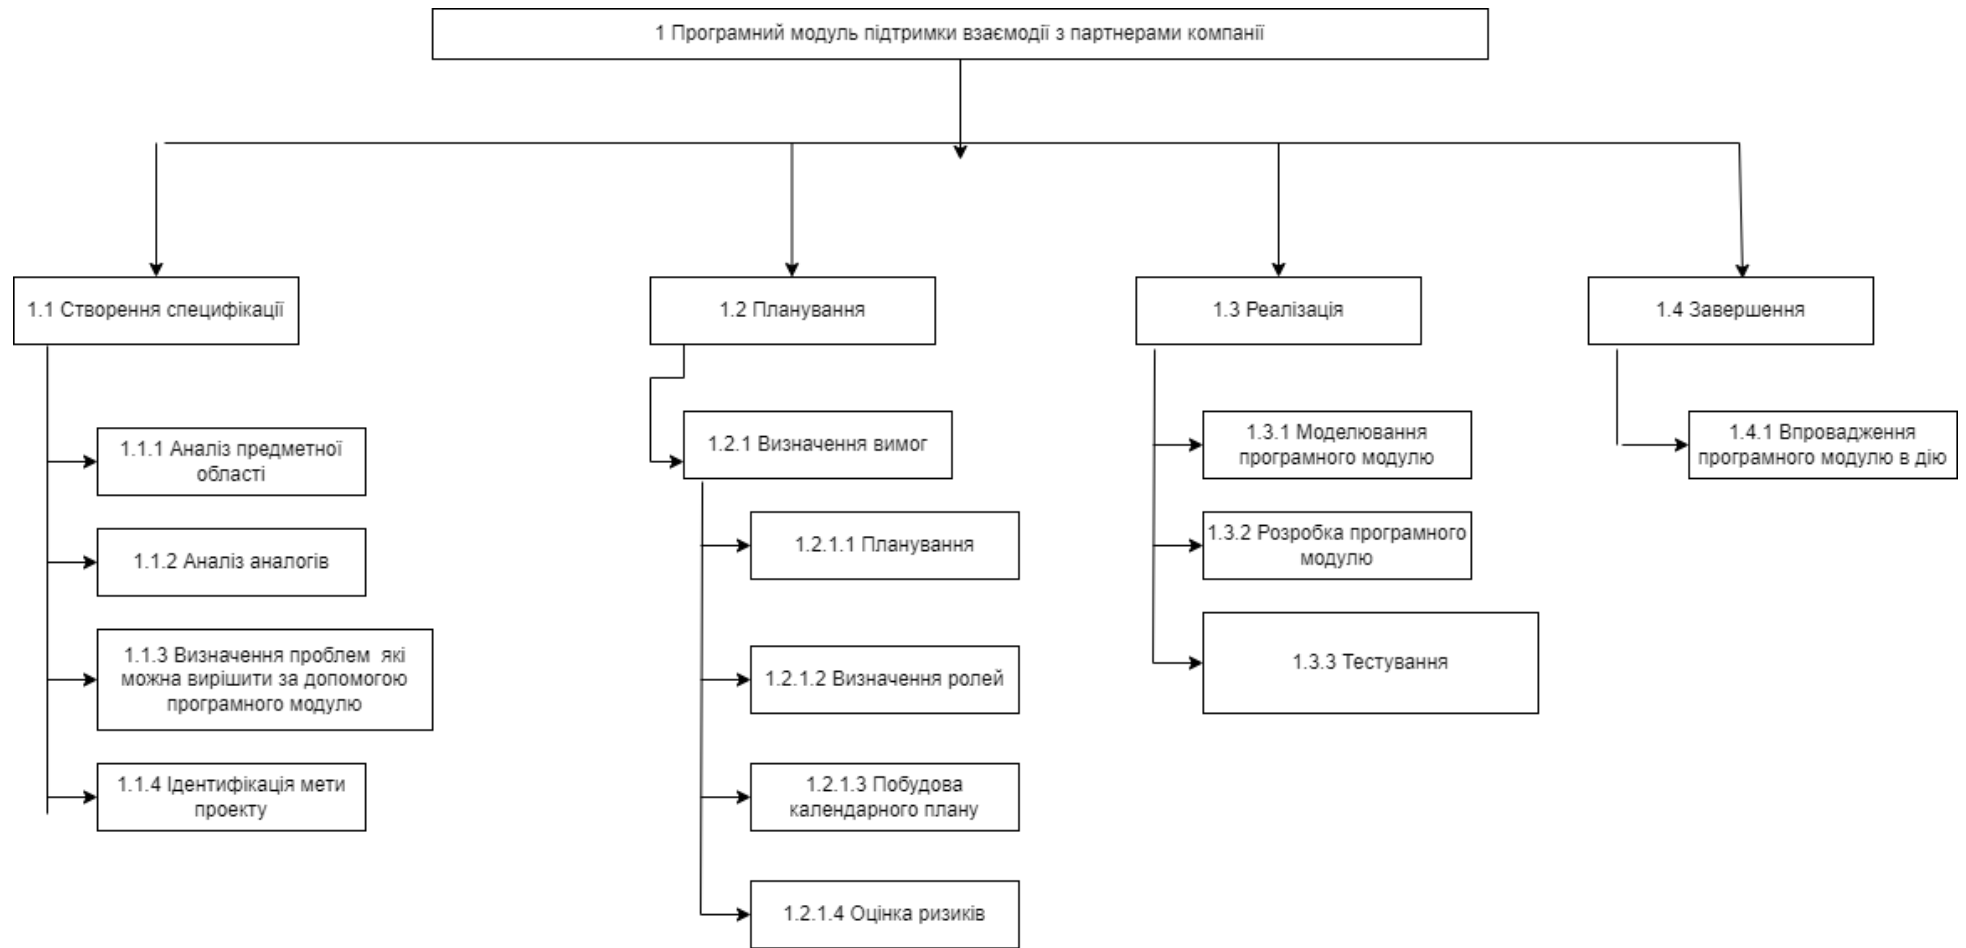 1 Програмний модуль підтримки взаємодії з партнерами компанії
1.1 Створення специфікації
1.2 Планування
1.3 Реалізація
1.4 Завершення
1.1.1 Аналіз предметної
області
1.1.2 Аналіз аналогів
1.1.3 Визначення проблем  які
можна вирішити за допомогою
програмного модулю
1.1.4 Ідентифікація мети
проекту
1.2.1 Визначення вимог
1.2.1.1 Планування
1.2.1.2 Визначення ролей
1.2.1.3 Побудова
календарного плану
1.2.1.4 Оцінка ризиків
1.3.1 Моделювання
програмного модулю
1.3.2 Розробка програмного
модулю
1.3.3 Тестування
1.4.1 Впровадження
програмного модулю в дію